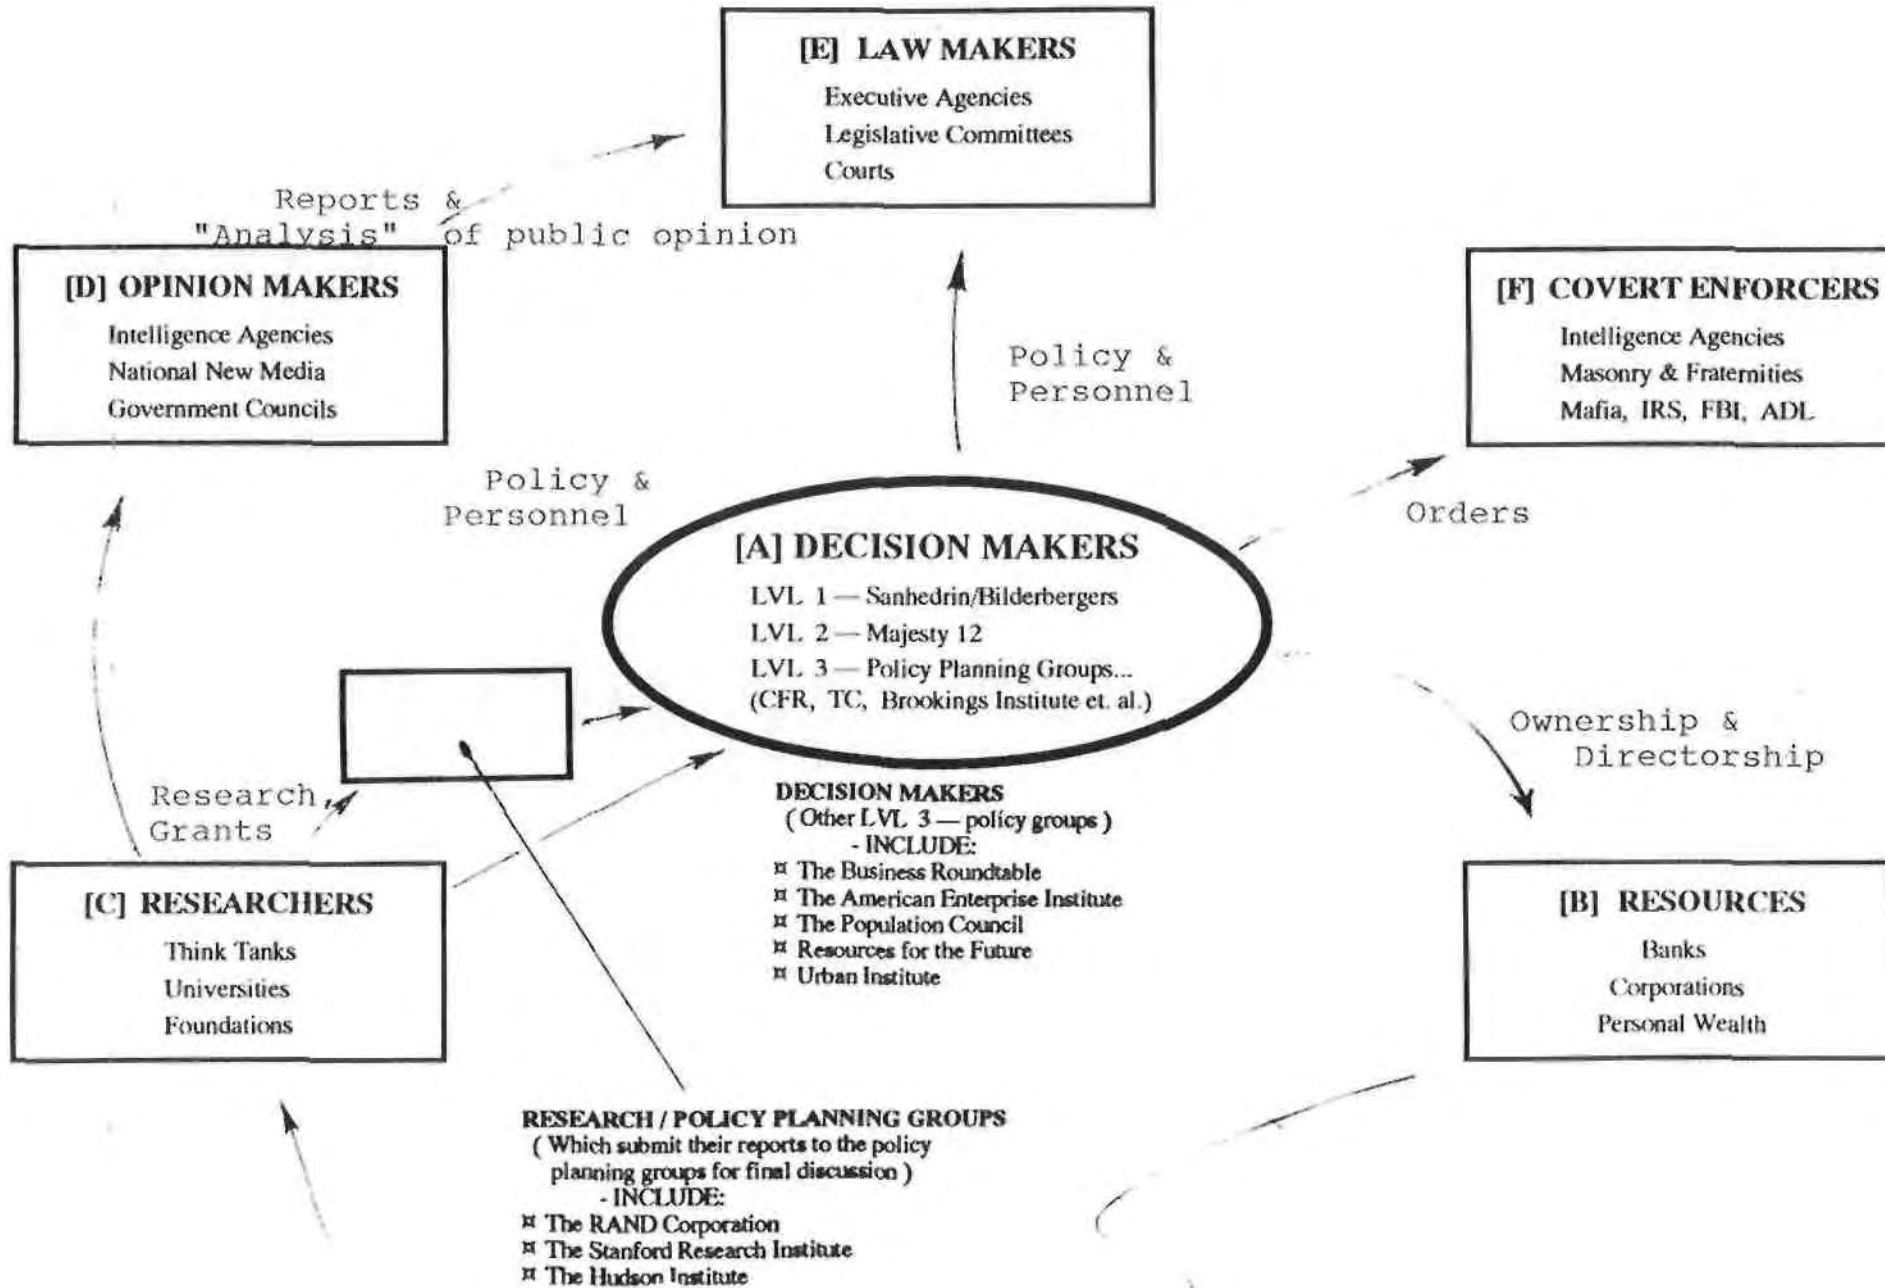 [E] LAW MAKERS
Executive Agencies
Legislative Committees
Courts
Reports &
"Analysis" of public opinion
[D] OPINION MAKERS
Intelligence Agencies
National New Media
Government Councils
[F] COVERT ENFORCERS
Intelligence Agencies
Masonry & Fraternities
Mafia, IRS, FBI, ADL
Policy &
Personnel
Policy &
Personnel
Orders
[A] DECISION MAKERS
LVL 1 — Sanhedrin/Bilderbergers
LVL 2 — Majesty 12
LVL 3 — Policy Planning Groups...
(CFR, TC, Brookings Institute et. al.)
Ownership &
Directorship
Research
Grants
DECISION MAKERS
( Other LVL 3 — policy groups )
- INCLUDE:
¤ The Business Roundtable
¤ The American Enterprise Institute
¤ The Population Council
¤ Resources for the Future
¤ Urban Institute
[C] RESEARCHERS
Think Tanks
Universities
Foundations
[B] RESOURCES
Banks
Corporations
Personal Wealth
RESEARCH / POLICY PLANNING GROUPS
( Which submit their reports to the policy
planning groups for final discussion )
- INCLUDE:
¤ The RAND Corporation
¤ The Stanford Research Institute
¤ The Hudson Institute